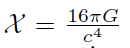 𝒳 = 16πG / c⁴